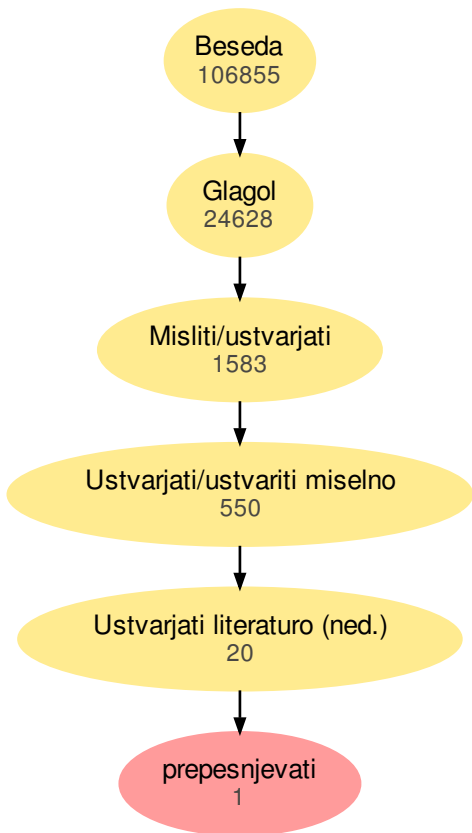 Beseda
106855
Glagol
24628
Misliti/ustvarjati
1583
Ustvarjati/ustvariti miselno
550
Ustvarjati literaturo (ned.)
20
prepesnjevati
1